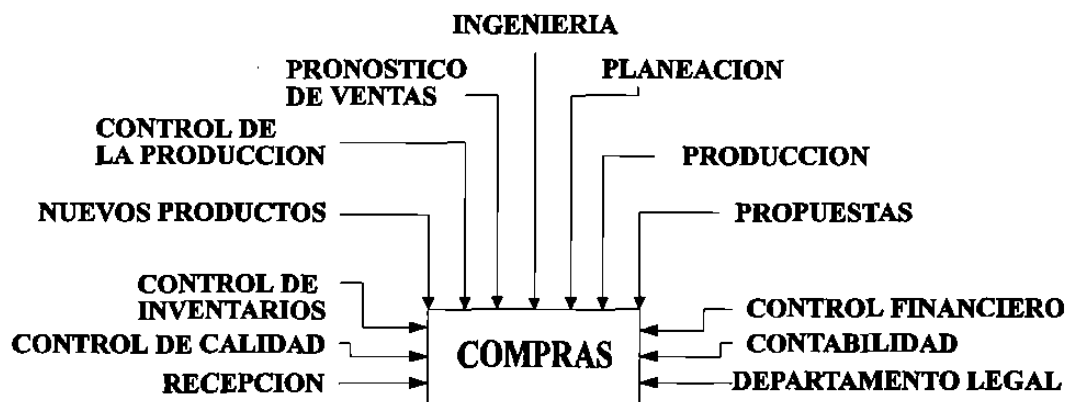 INGENIERIA
PRONOSTICO
DE VENTAS
PLANEACION
CONTROL DE
LA PRODUCCION
PRODUCCION
NUEVOS PRODUCTOS
PROPUESTAS
CONTROL DE
INVENTARIOS
CONTROL FINANCIERO
CONTROL DE CALIDAD
COMPRAS
CONTABILIDAD
RECEPCION
DEPARTAMENTO LEGAL